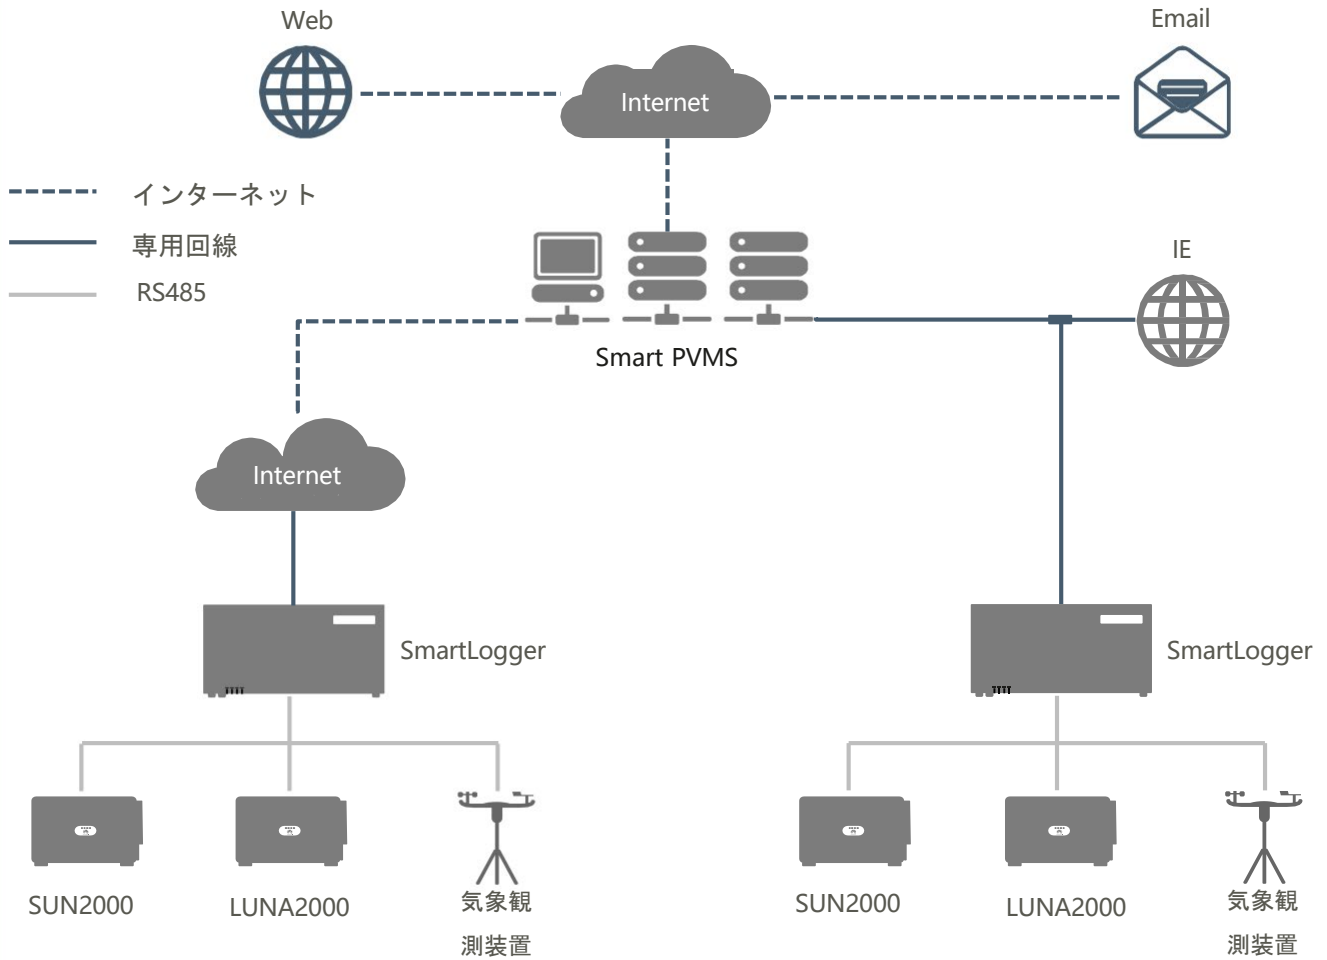 Web
Email
Internet
インターネット
専用回線
IE
RS485
Smart PVMS
Internet
SmartLogger
SmartLogger
SUN2000
LUNA2000
気象観
測装置
SUN2000
LUNA2000
気象観
測装置